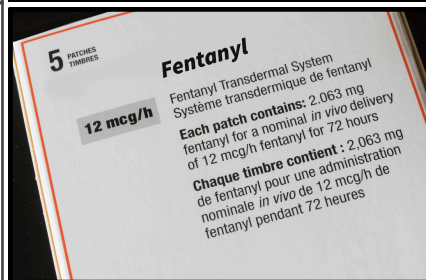 5 PATCHES
TIMBRES
Fentanyl
12 mcg/h
Fentanyl Transdermal System
Système transdermique de fentanyl
Each patch contains: 2.063 mg
fentanyl for a nominal in vivo delivery
of 12 mcg/h fentanyl for 72 hours
Chaque timbre contient : 2,063 mg
de fentanyl pour une administration
nominale in vivo de 12 mcg/h de
fentanyl pendant 72 heures